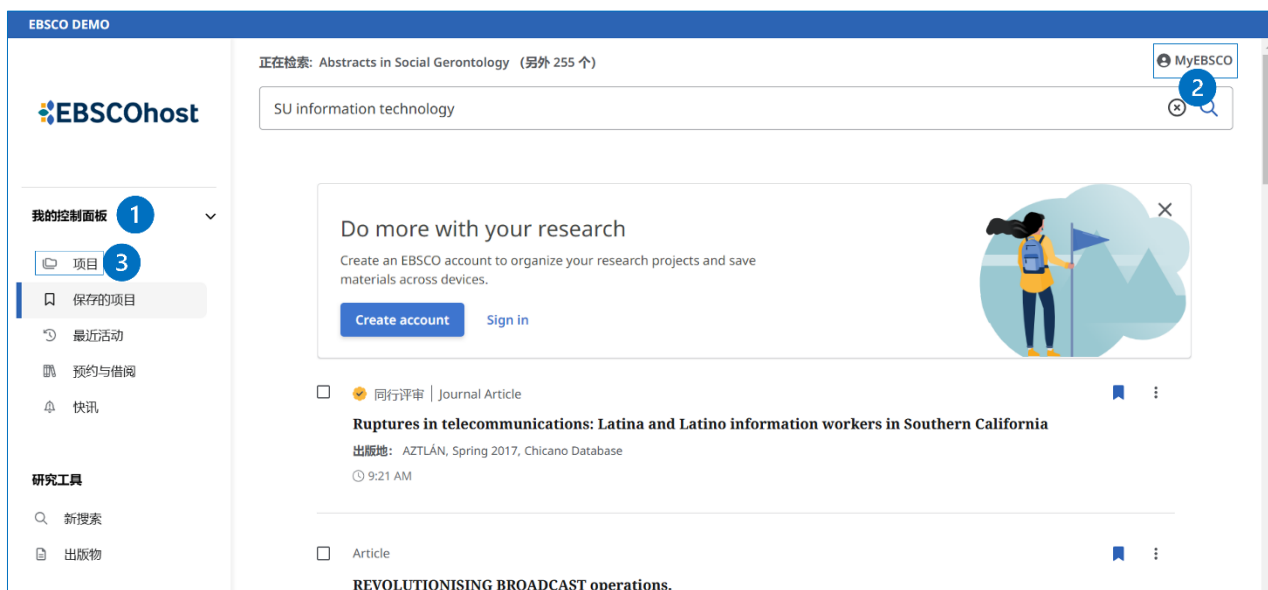 EBSCO DEMO
正在检索: Abstracts in Social Gerontology (另外 255 个)
MyEBSCO
2
EBSCOhost
SU information technology
我的控制面板 1
项目 3
保存的项目
最近活动
预约与借阅
快讯
研究工具
新搜索
出版物
Do more with your research
Create an EBSCO account to organize your research projects and save
materials across devices.
Create account Sign in
同行评审 | Journal Article
Ruptures in telecommunications: Latina and Latino information workers in Southern California
出版地: AZTLÁN, Spring 2017, Chicano Database
9:21 AM
Article
REVOLUTIONISING BROADCAST operations.